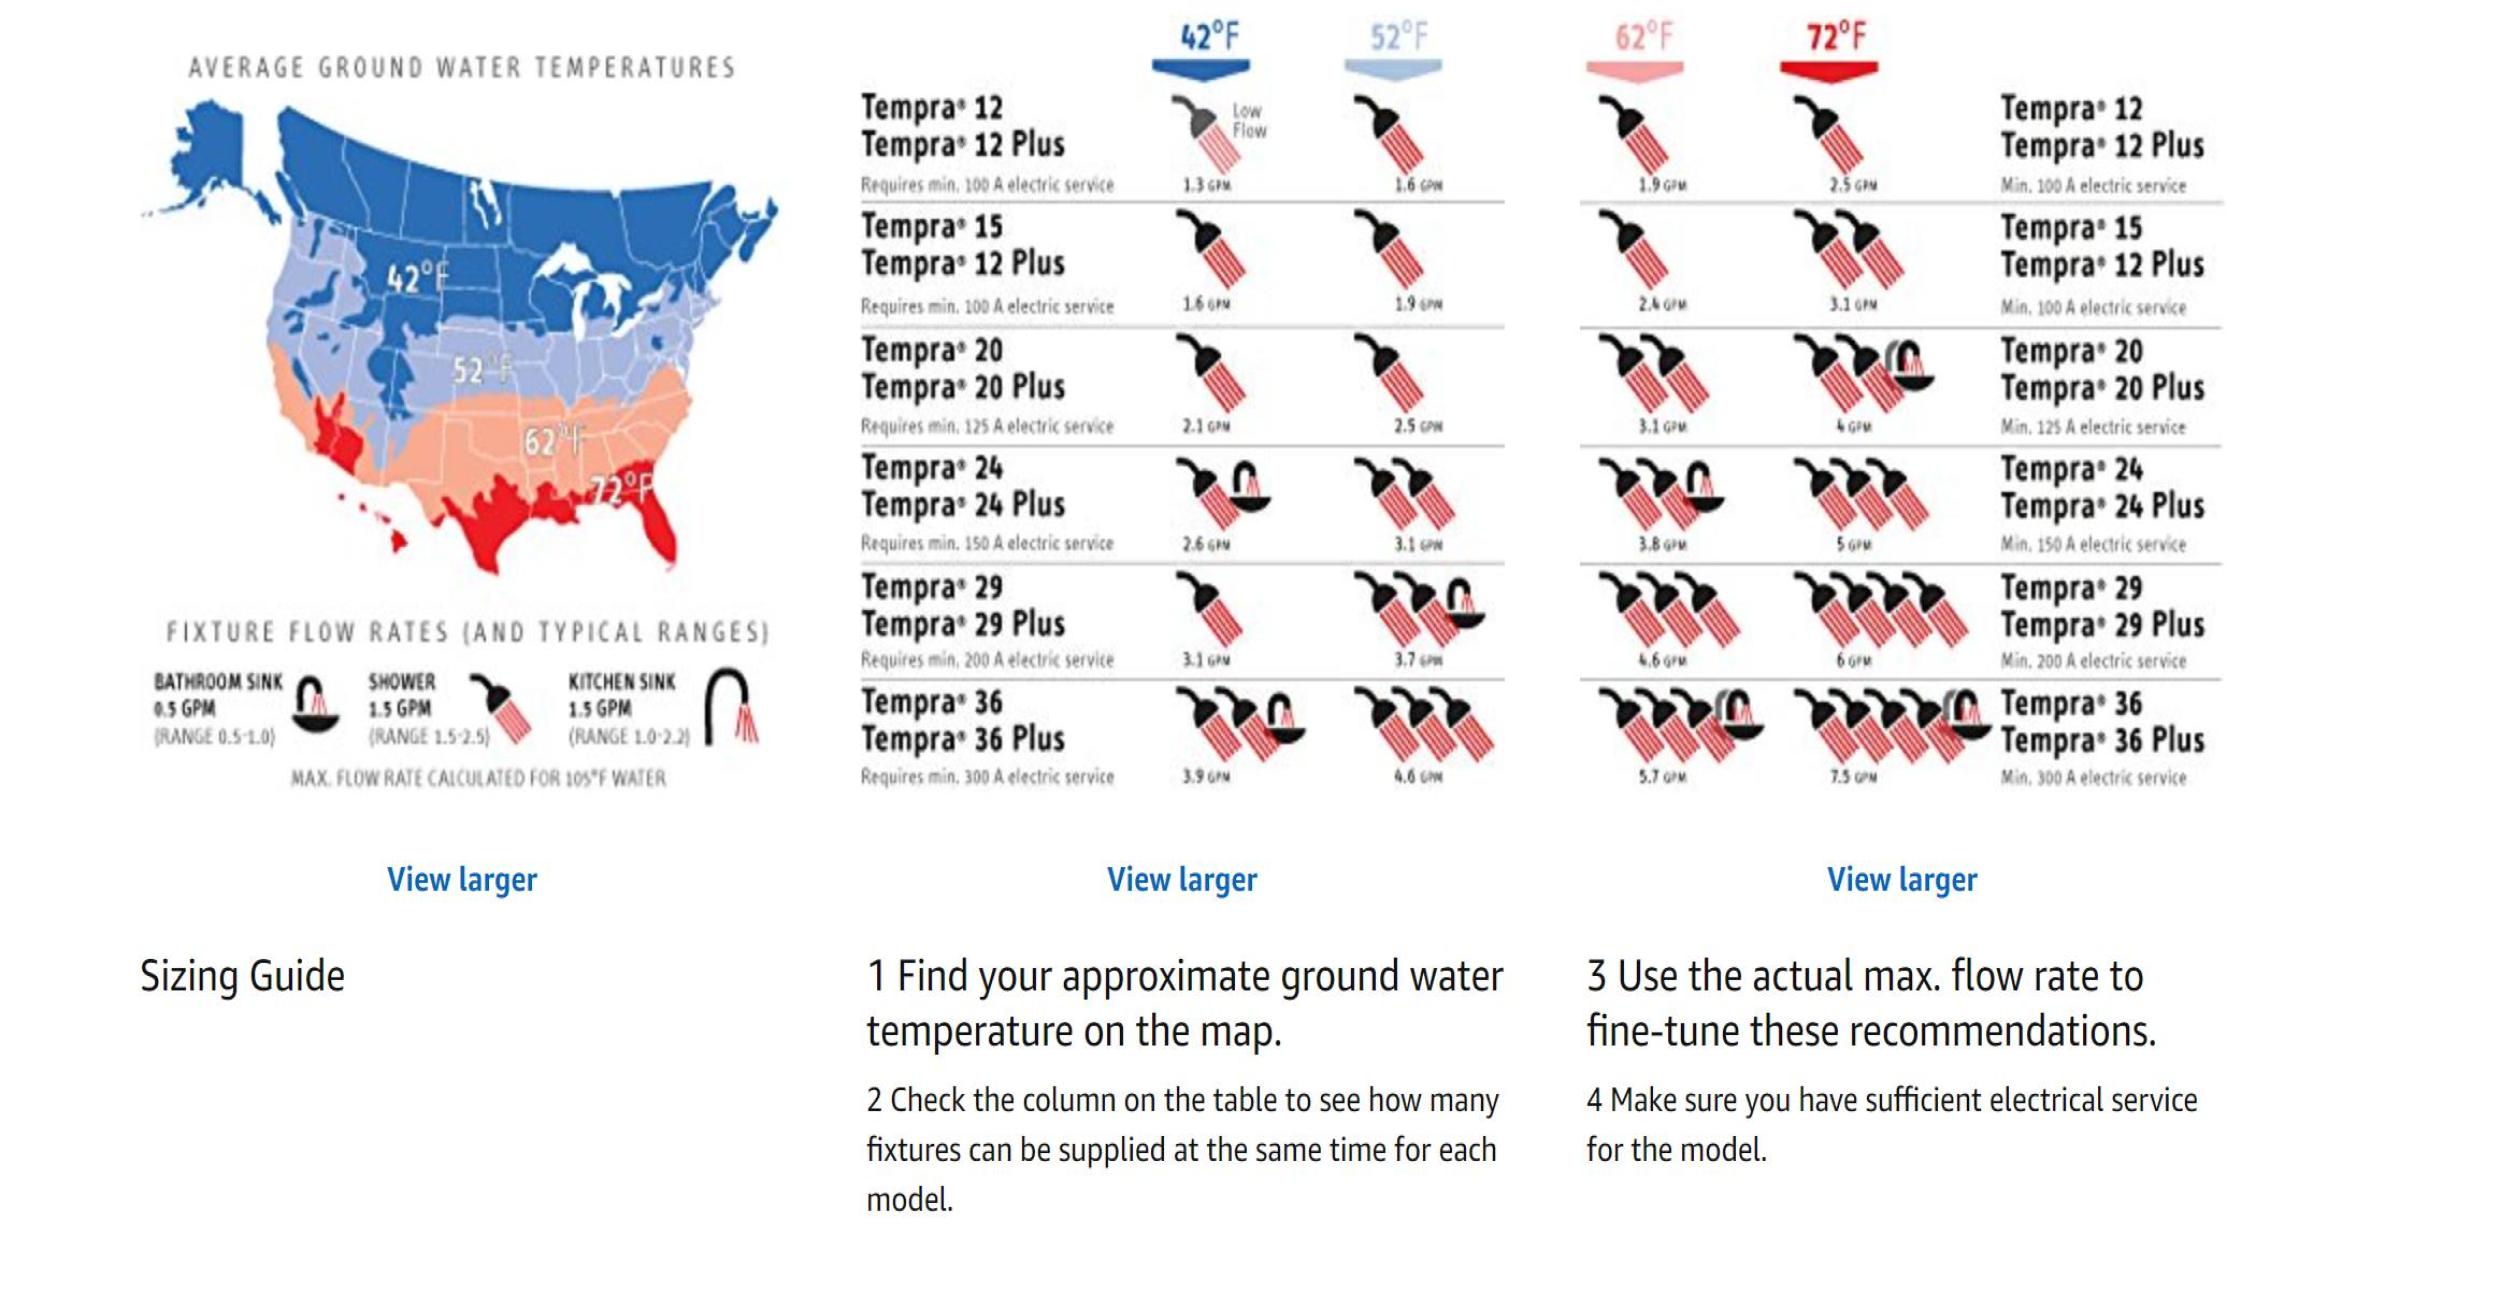 AVERAGE GROUND WATER TEMPERATURES
42°F
52°F
62°F
72°F
FIXTURE FLOW RATES (AND TYPICAL RANGES)
BATHROOM SINK
0.5 GPM
(RANGE 0.5-1.0)
SHOWER
1.5 GPM
(RANGE 1.5-2.5)
KITCHEN SINK
1.5 GPM
(RANGE 1.0-2.2)
MAX. FLOW RATE CALCULATED FOR 105°F WATER
View larger
Sizing Guide
42°F 52°F
Tempra® 12
Tempra® 12 Plus
Low
Flow
Requires min. 100 A electric service 1.3 GPM 1.6 GPM
Tempra® 15
Tempra® 12 Plus
Requires min. 100 A electric service 1.6 GPM 1.9 GPM
Tempra® 20
Tempra® 20 Plus
Requires min. 125 A electric service 2.1 GPM 2.5 GPM
Tempra® 24
Tempra® 24 Plus
Requires min. 150 A electric service 2.6 GPM 3.1 GPM
Tempra® 29
Tempra® 29 Plus
Requires min. 200 A electric service 3.1 GPM 3.7 GPM
Tempra® 36
Tempra® 36 Plus
Requires min. 300 A electric service 3.9 GPM 4.6 GPM
View larger
1 Find your approximate ground water
temperature on the map.
2 Check the column on the table to see how many
fixtures can be supplied at the same time for each
model.
62°F 72°F
Tempra® 12
Tempra® 12 Plus
1.9 GPM 2.5 GPM Min. 100 A electric service
Tempra® 15
Tempra® 12 Plus
2.4 GPM 3.1 GPM Min. 100 A electric service
Tempra® 20
Tempra® 20 Plus
3.1 GPM 4 GPM Min. 125 A electric service
Tempra® 24
Tempra® 24 Plus
3.8 GPM 5 GPM Min. 150 A electric service
Tempra® 29
Tempra® 29 Plus
4.6 GPM 6 GPM Min. 200 A electric service
Tempra® 36
Tempra® 36 Plus
5.7 GPM 7.5 GPM Min. 300 A electric service
View larger
3 Use the actual max. flow rate to
fine-tune these recommendations.
4 Make sure you have sufficient electrical service
for the model.